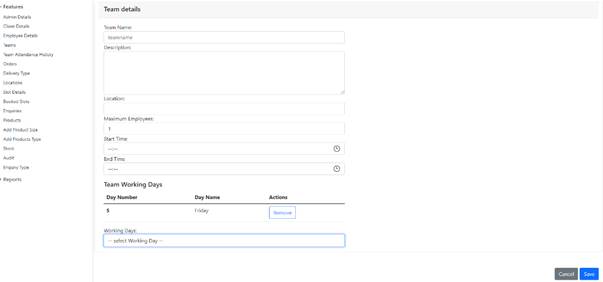 Features
Admin Details
Client Details
Employee Details
Teams
Team Attendance History
Orders
Delivery Type
Locations
Slot Details
Booked Slots
Enquiries
Products
Add Product Size
Add Products Type
Store
Audit
Enquiry Type
Reports
Team details
Team Name:
teamname
Description:
Location:
Maximum Employees:
1
Start Time
--:--
End Time
--:--
Team Working Days
Day Number Day Name Actions
5 Friday Remove
Working Days:
-- select Working Day --
Cancel Save